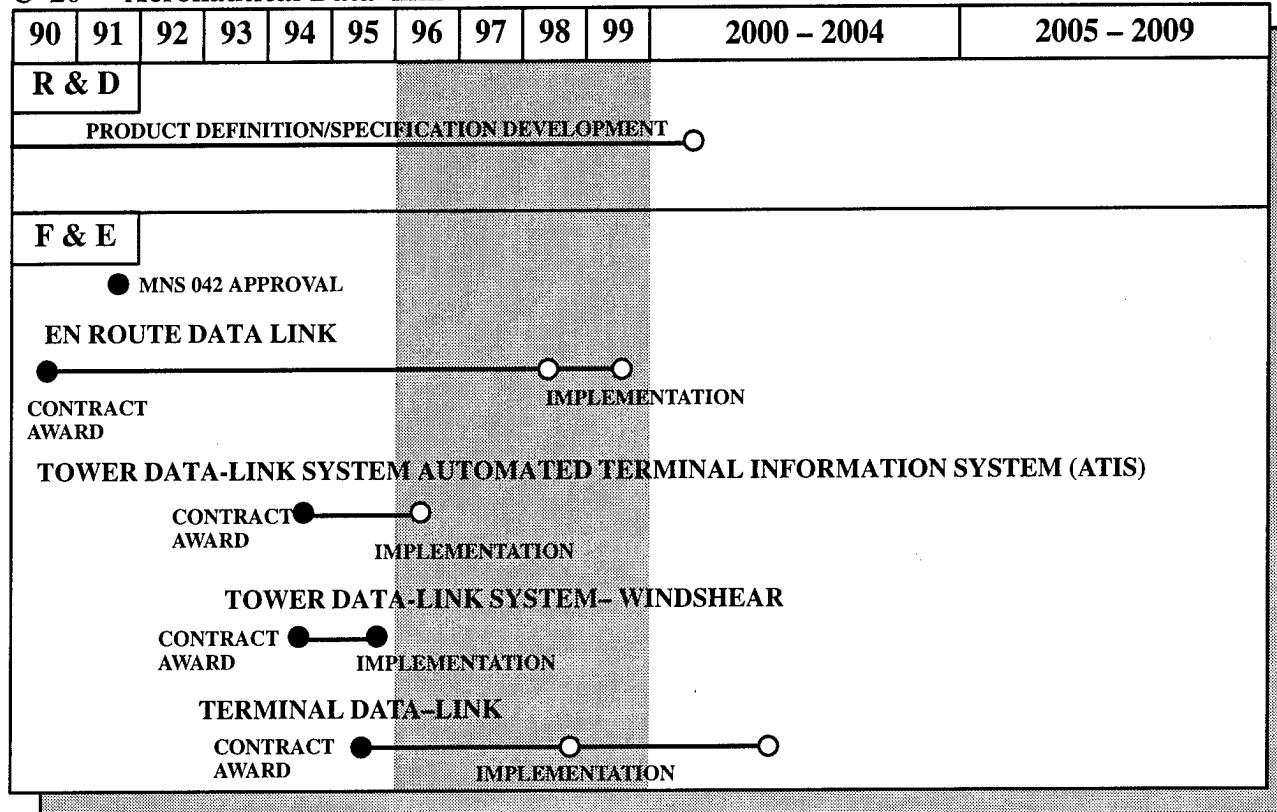 90 91 92 93 94 95 96 97 98 99 2000 – 2004 2005 – 2009
R & D
PRODUCT DEFINITION/SPECIFICATION DEVELOPMENT
F & E
MNS 042 APPROVAL
EN ROUTE DATA LINK
IMPLEMENTATION
CONTRACT
AWARD
TOWER DATA-LINK SYSTEM AUTOMATED TERMINAL INFORMATION SYSTEM (ATIS)
CONTRACT
AWARD
IMPLEMENTATION
TOWER DATA-LINK SYSTEM– WINDSHEAR
CONTRACT
AWARD
IMPLEMENTATION
TERMINAL DATA–LINK
CONTRACT
AWARD
IMPLEMENTATION